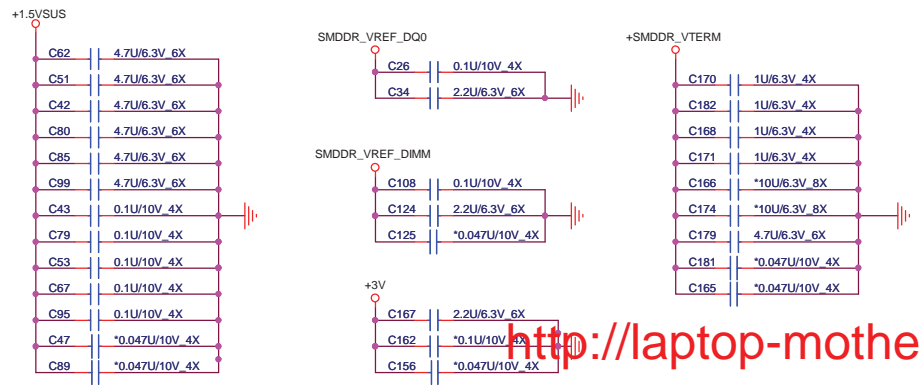 +1.5VSUS
C62 4.7U/6.3V_6X
C51 4.7U/6.3V_6X
C42 4.7U/6.3V_6X
C80 4.7U/6.3V_6X
C85 4.7U/6.3V_6X
C99 4.7U/6.3V_6X
C43 0.1U/10V_4X
C79 0.1U/10V_4X
C53 0.1U/10V_4X
C67 0.1U/10V_4X
C95 0.1U/10V_4X
C47 *0.047U/10V_4X
C89 *0.047U/10V_4X
SMDDR_VREF_DQ0
C26 0.1U/10V_4X
C34 2.2U/6.3V_6X
SMDDR_VREF_DIMM
C108 0.1U/10V_4X
C124 2.2U/6.3V_6X
C125 *0.047U/10V_4X
+3V
C167 2.2U/6.3V_6X
C162 *0.1U/10V_4X
C156 *0.047U/10V_4X
+SMDDR_VTERM
C170 1U/6.3V_4X
C182 1U/6.3V_4X
C168 1U/6.3V_4X
C171 1U/6.3V_4X
C166 *10U/6.3V_8X
C174 *10U/6.3V_8X
C179 4.7U/6.3V_6X
C181 *0.047U/10V_4X
C165 *0.047U/10V_4X
http://laptop-mothe